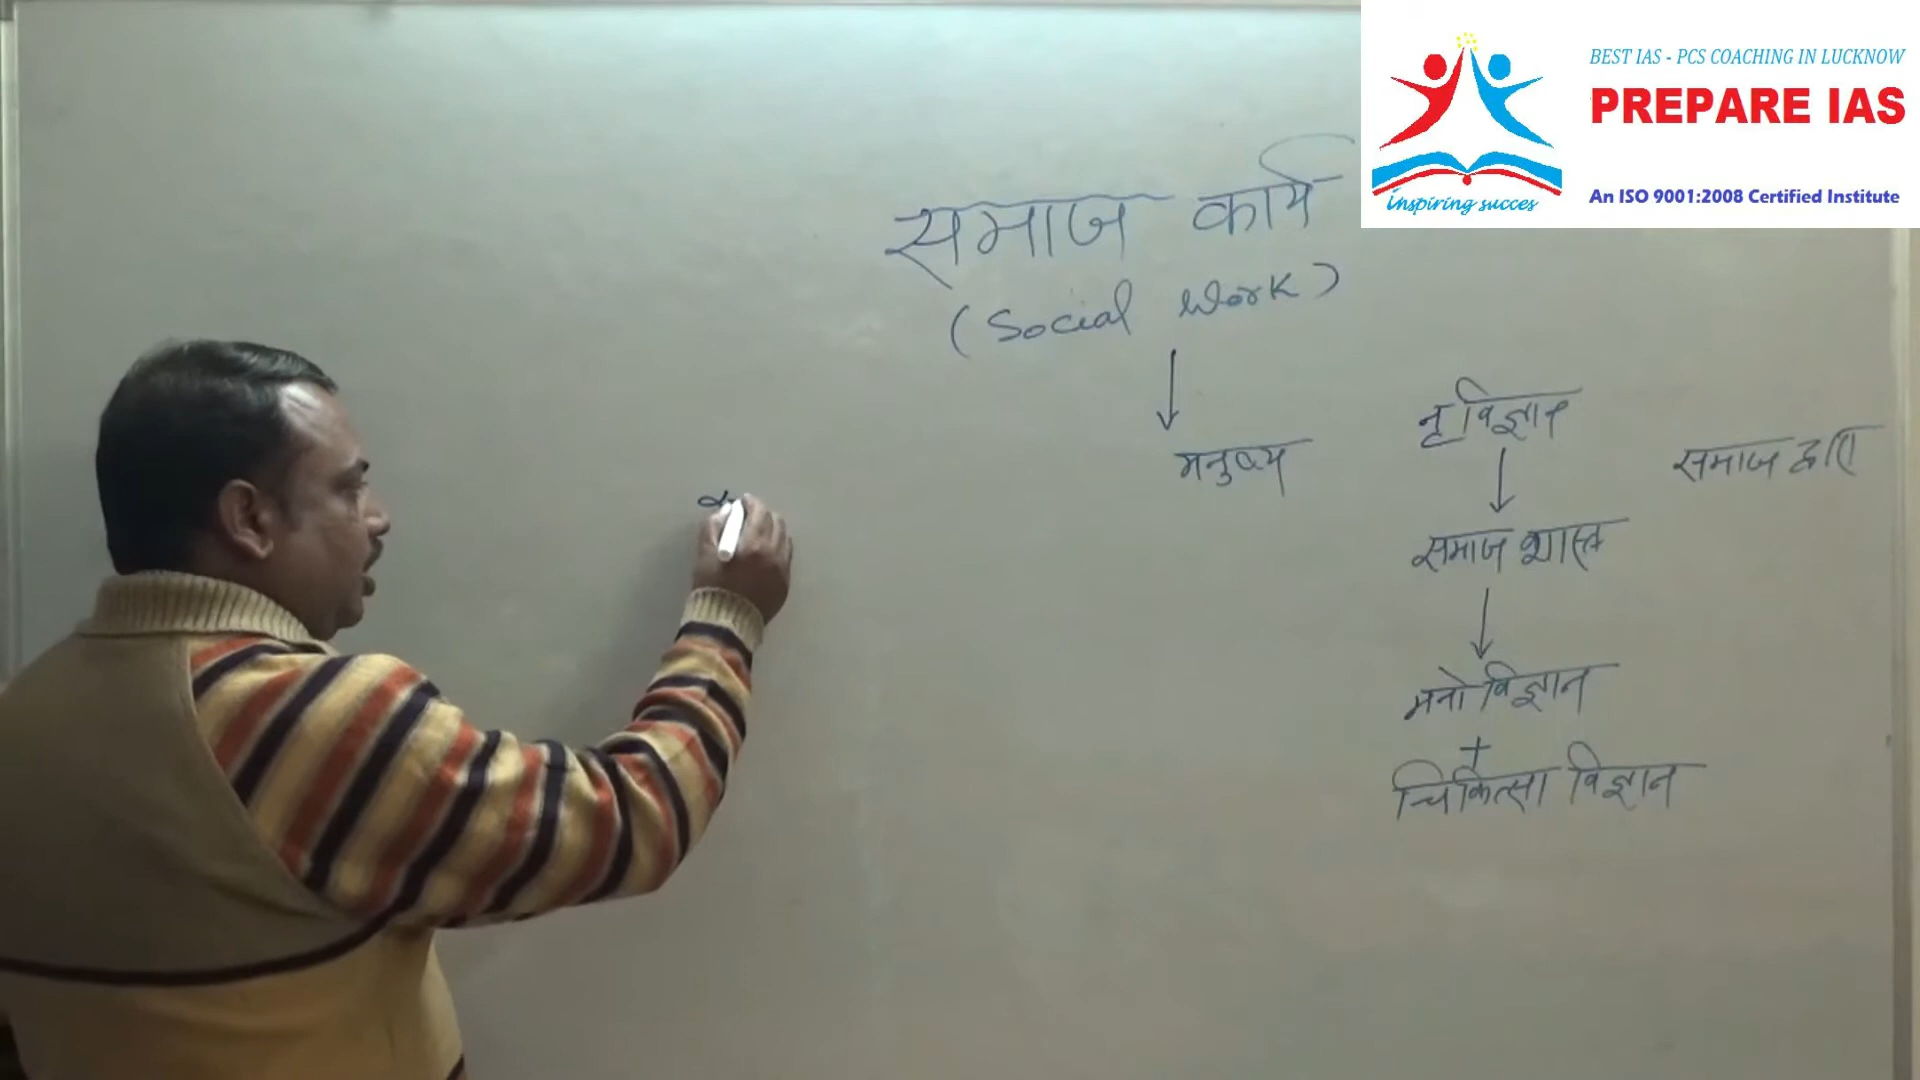 BEST IAS - PCS COACHING IN LUCKNOW
PREPARE IAS
An ISO 9001:2008 Certified Institute
inspiring succes
समाज कार्य
(Social Work)
मनुष्य
नृविज्ञान
समाज द्वारा
समाज शास्त्र
मनोविज्ञान
+
चिकित्सा विज्ञान